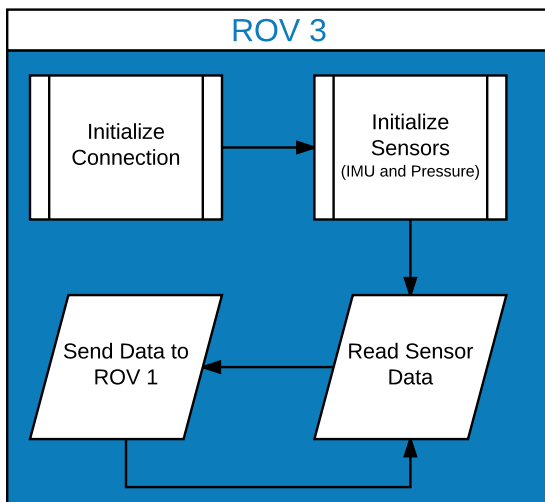 ROV 3
Initialize
Connection
Initialize
Sensors
(IMU and Pressure)
Send Data to
ROV 1
Read Sensor
Data